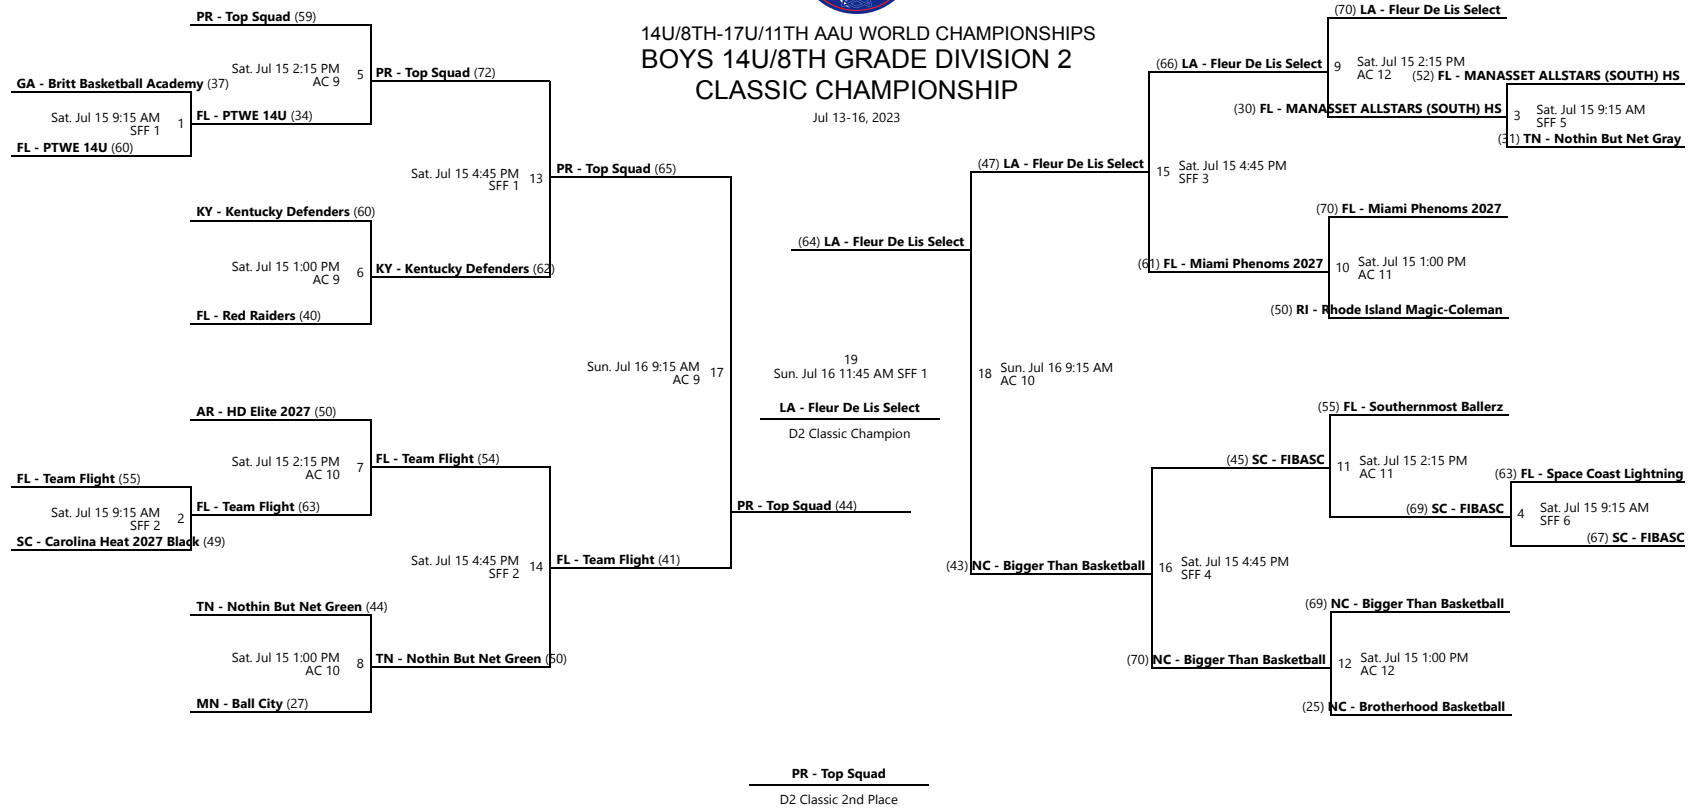 14U/8TH-17U/11TH AAU WORLD CHAMPIONSHIPS
BOYS 14U/8TH GRADE DIVISION 2
CLASSIC CHAMPIONSHIP
Jul 13-16, 2023
PR - Top Squad (59)
Sat. Jul 15 2:15 PM
AC 9
5
PR - Top Squad (72)
GA - Britt Basketball Academy (37)
Sat. Jul 15 9:15 AM
SFF 1
1
FL - PTWE 14U (34)
FL - PTWE 14U (60)
Sat. Jul 15 4:45 PM
SFF 1
13
PR - Top Squad (65)
KY - Kentucky Defenders (60)
Sat. Jul 15 1:00 PM
AC 9
6
KY - Kentucky Defenders (62)
FL - Red Raiders (40)
Sun. Jul 16 9:15 AM
AC 9
17
AR - HD Elite 2027 (50)
Sat. Jul 15 2:15 PM
AC 10
7
FL - Team Flight (54)
FL - Team Flight (55)
Sat. Jul 15 9:15 AM
SFF 2
2
FL - Team Flight (63)
SC - Carolina Heat 2027 Black (49)
PR - Top Squad (44)
Sat. Jul 15 4:45 PM
SFF 2
14
FL - Team Flight (41)
TN - Nothin But Net Green (44)
Sat. Jul 15 1:00 PM
AC 10
8
TN - Nothin But Net Green (50)
MN - Ball City (27)
(64) LA - Fleur De Lis Select
19
Sun. Jul 16 11:45 AM SFF 1
LA - Fleur De Lis Select
D2 Classic Champion
(70) LA - Fleur De Lis Select
(66) LA - Fleur De Lis Select
9
Sat. Jul 15 2:15 PM
AC 12
(52) FL - MANASSET ALLSTARS (SOUTH) HS
(30) FL - MANASSET ALLSTARS (SOUTH) HS
3
Sat. Jul 15 9:15 AM
SFF 5
(31) TN - Nothin But Net Gray
(47) LA - Fleur De Lis Select
15
Sat. Jul 15 4:45 PM
SFF 3
(70) FL - Miami Phenoms 2027
(61) FL - Miami Phenoms 2027
10
Sat. Jul 15 1:00 PM
AC 11
(50) RI - Rhode Island Magic-Coleman
18
Sun. Jul 16 9:15 AM
AC 10
(55) FL - Southernmost Ballerz
(45) SC - FIBASC
11
Sat. Jul 15 2:15 PM
AC 11
(63) FL - Space Coast Lightning
(69) SC - FIBASC
4
Sat. Jul 15 9:15 AM
SFF 6
(67) SC - FIBASC
(43) NC - Bigger Than Basketball
16
Sat. Jul 15 4:45 PM
SFF 4
(69) NC - Bigger Than Basketball
(70) NC - Bigger Than Basketball
12
Sat. Jul 15 1:00 PM
AC 12
(25) NC - Brotherhood Basketball
PR - Top Squad
D2 Classic 2nd Place